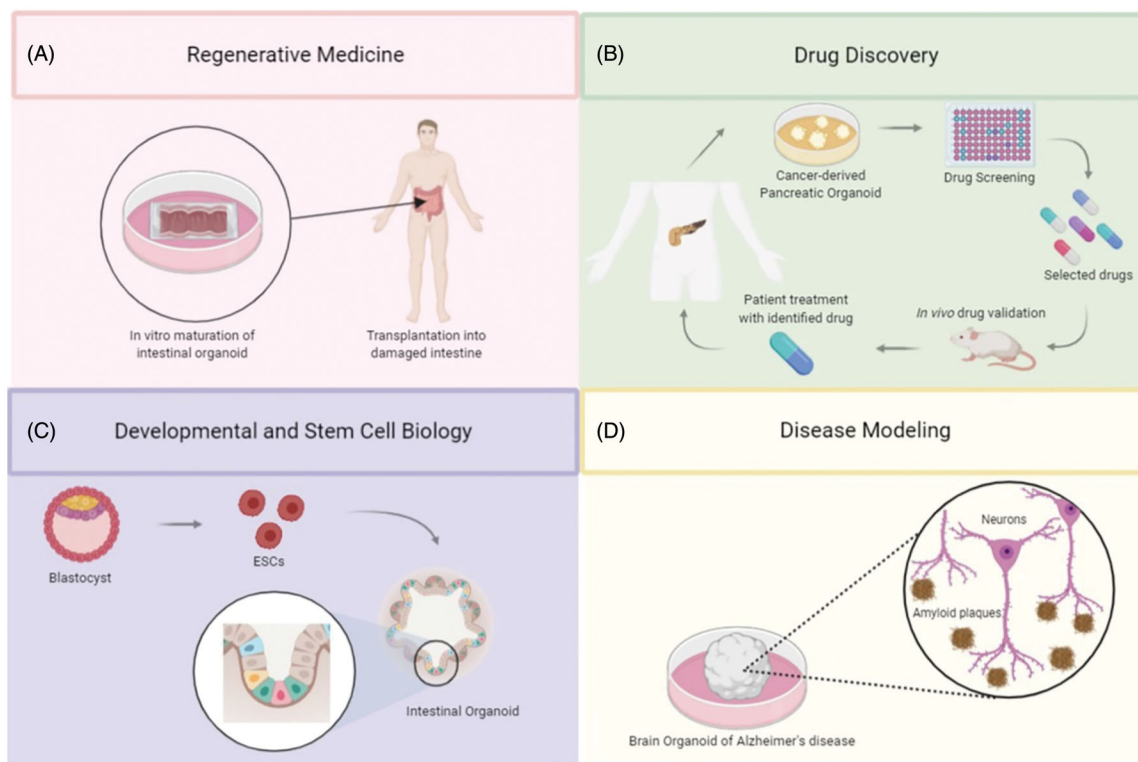 (A)
Regenerative Medicine
In vitro maturation of
intestinal organoid
Transplantation into
damaged intestine
(B)
Drug Discovery
Cancer-derived
Pancreatic Organoid
Drug Screening
Selected drugs
In vivo drug validation
Patient treatment
with identified drug
(C)
Developmental and Stem Cell Biology
Blastocyst
ESCs
Intestinal Organoid
(D)
Disease Modeling
Neurons
Amyloid plaques
Brain Organoid of Alzheimer's disease